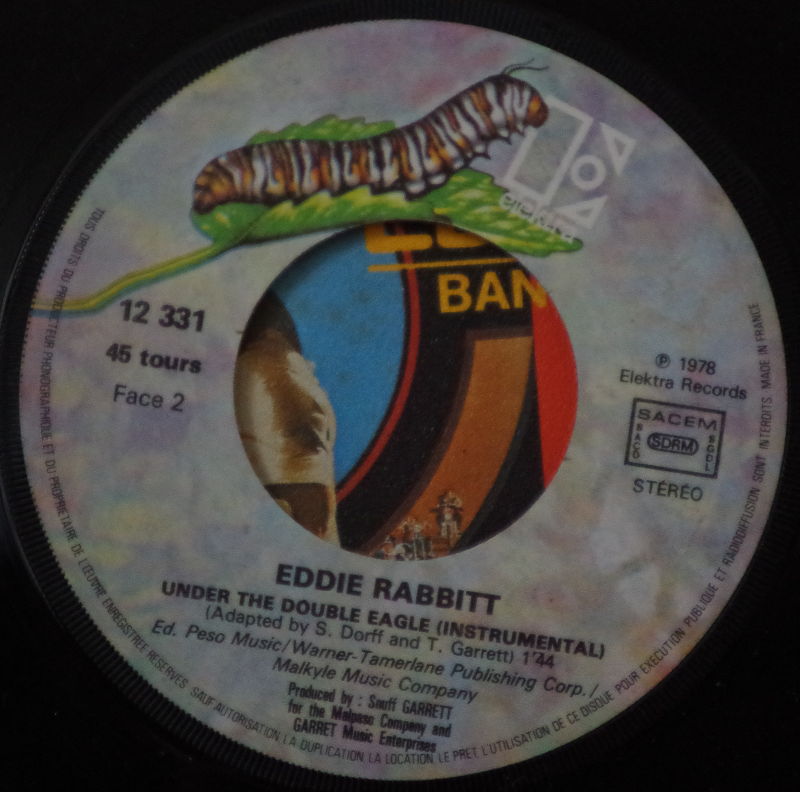 elektra
BAN
12 331
45 tours
Face 2
℗ 1978
Elektra Records
SACEM
SACD
SDRM
SGDL
STÉRÉO
EDDIE RABBITT
UNDER THE DOUBLE EAGLE (INSTRUMENTAL)
(Adapted by S. Dorff and T. Garrett) 1'44
Ed. Peso Music/Warner-Tamerlane Publishing Corp./
Malkyle Music Company
Produced by : Snuff GARRETT
for the Malpaso Company and
GARRET Music Enterprises
TOUS DROITS DU PRODUCTEUR PHONOGRAPHIQUE ET DU PROPRIETAIRE DE L'ŒUVRE ENREGISTREE RESERVES. SAUF AUTORISATION LA DUPLICATION LA LOCATION LE PRET, L'UTILISATION DE CE DISQUE POUR EXECUTION PUBLIQUE ET RADIODIFFUSION SONT INTERDITS. MADE IN FRANCE